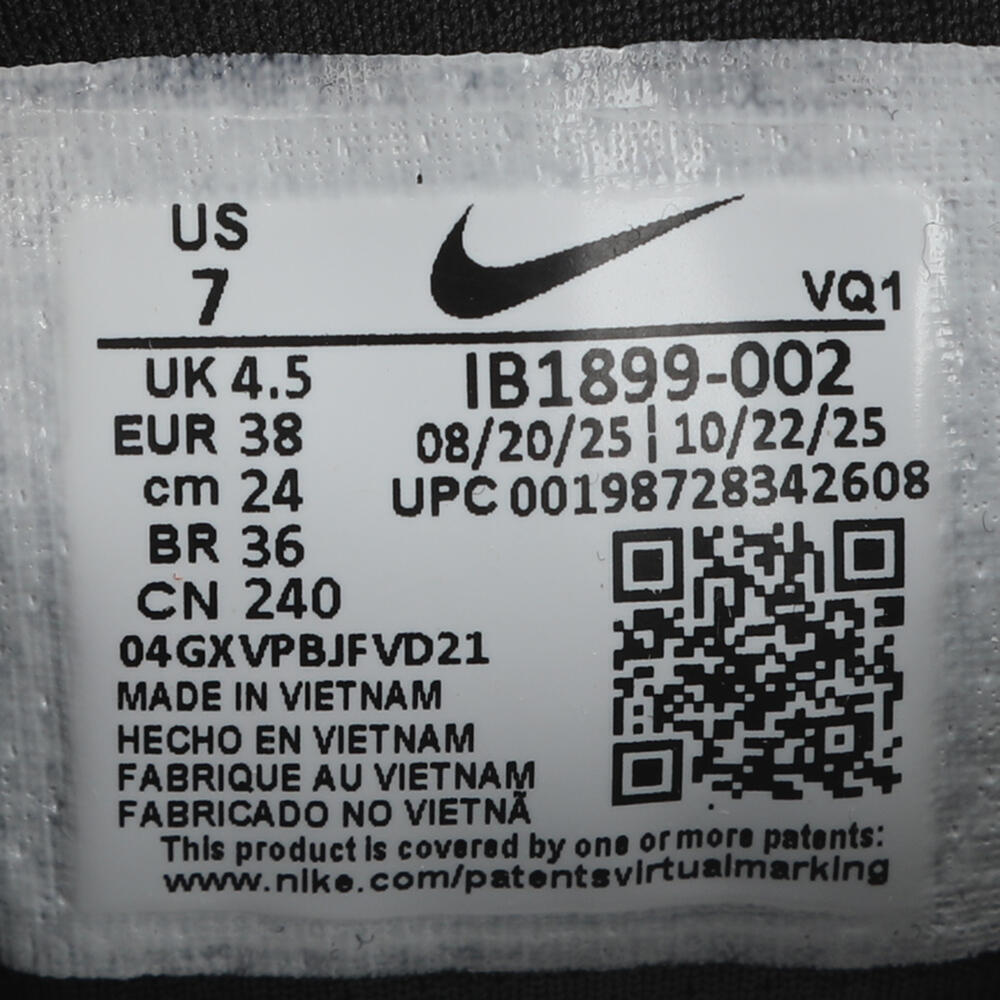 US
7
VQ1
UK 4.5
IB1899-002
EUR 38
08/20/25 | 10/22/25
cm 24
UPC 00198728342608
BR 36
CN 240
04GXVPBJFVD21
MADE IN VIETNAM
HECHO EN VIETNAM
FABRIQUE AU VIETNAM
FABRICADO NO VIETNÃ
This product is covered by one or more patents:
www.nike.com/patentsvirtualmarking